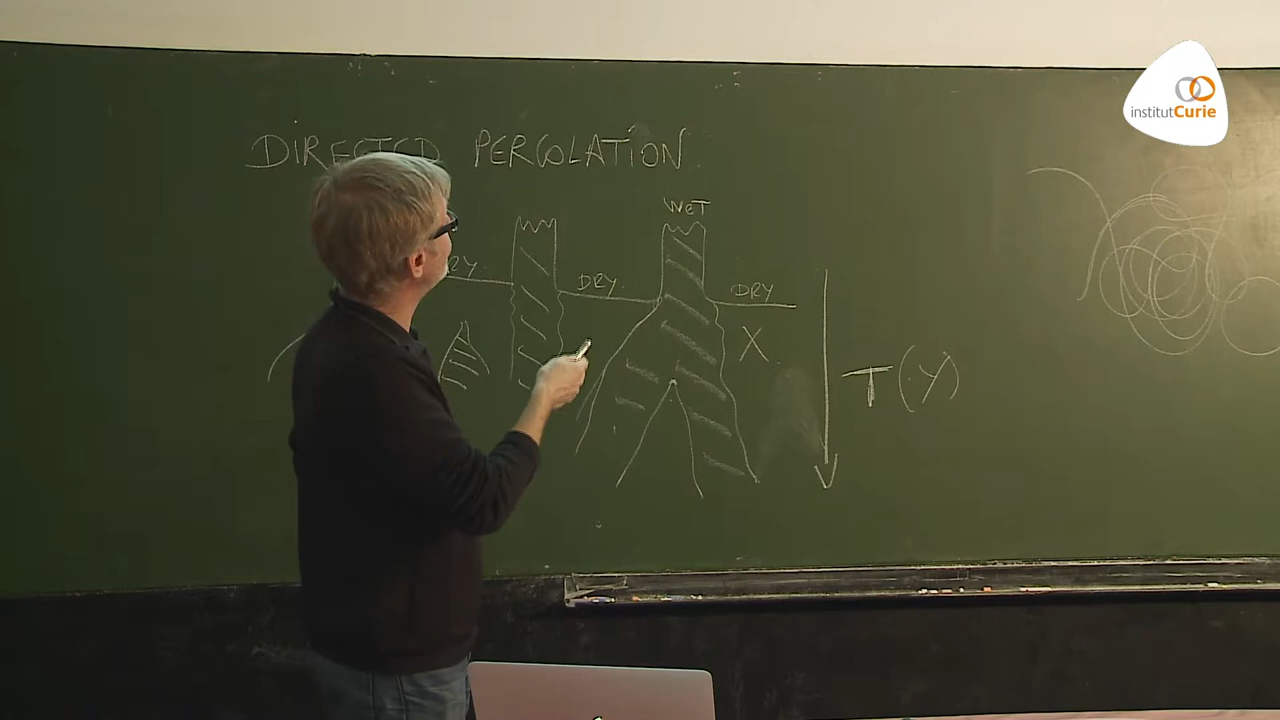 institutCurie
DIRECTED PERCOLATION
WeT
DRY
DRY
X
T(·Y)